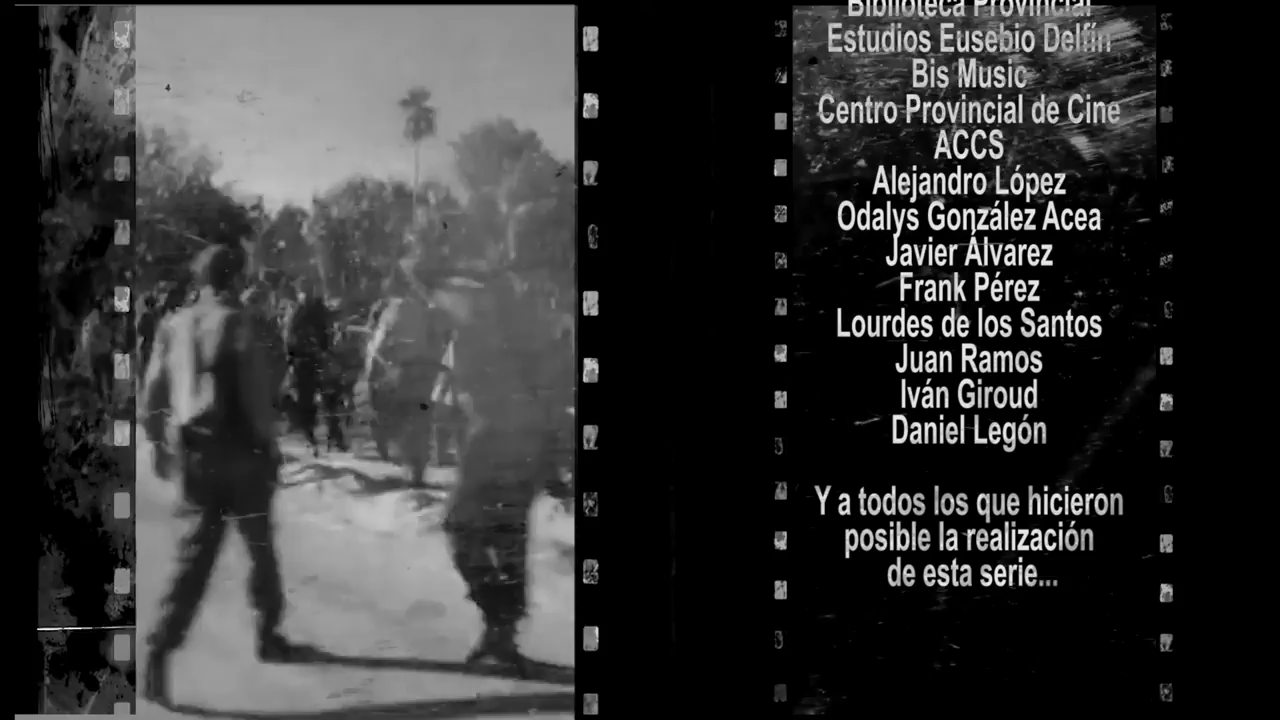 Biblioteca Provincial
Estudios Eusebio Delfín
Bis Music
Centro Provincial de Cine
ACCS
Alejandro López
Odalys González Acea
Javier Álvarez
Frank Pérez
Lourdes de los Santos
Juan Ramos
Iván Giroud
Daniel Legón
Y a todos los que hicieron
posible la realización
de esta serie...